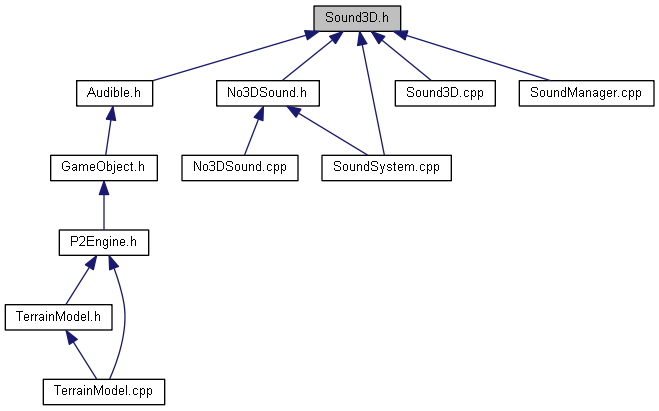 Sound3D.h
Audible.h
No3DSound.h
Sound3D.cpp
SoundManager.cpp
GameObject.h
No3DSound.cpp
SoundSystem.cpp
P2Engine.h
TerrainModel.h
TerrainModel.cpp